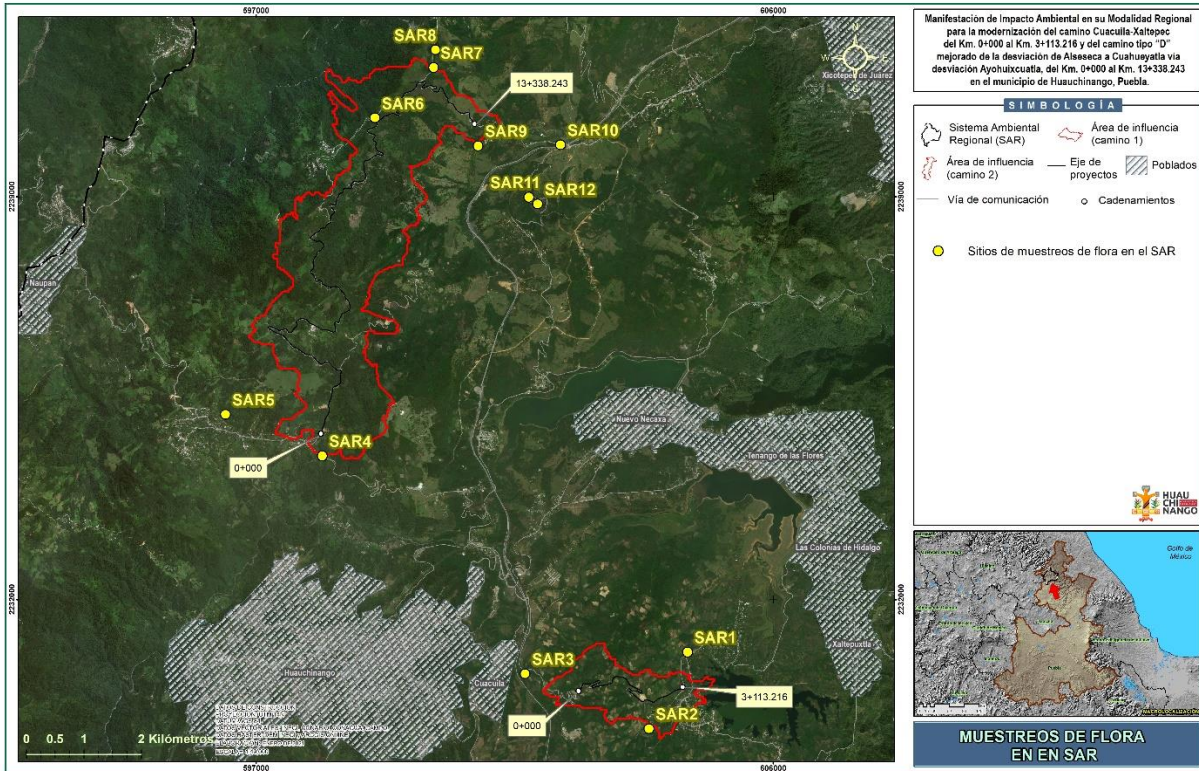 Manifestación de Impacto Ambiental en su Modalidad Regional
para la modernización del camino Cuacuila-Xaltepec
del Km. 0+000 al Km. 3+113.216 y del camino tipo "D"
mejorado de la desviación de Alseseca a Cuahueyatla vía
desviación Ayohuixcuatla, del Km. 0+000 al Km. 13+338.243
en el municipio de Huauchinango, Puebla.
SIMBOLOGÍA
Sistema Ambiental
Regional (SAR)
Área de influencia
(camino 1)
Área de influencia
(camino 2)
Eje de
proyectos
Poblados
Vía de comunicación
Cadenamientos
Sitios de muestreos de flora en el SAR
HUAU
CHI
NANGO
Golfo de
México
Puebla
MACROLOCALIZACIÓN
MUESTREOS DE FLORA
EN EN SAR
597000
606000
SAR8
SAR7
13+338.243
Xicotepec de Juárez
SAR6
SAR9
SAR10
SAR11
SAR12
2239000
2239000
Naupan
SAR5
SAR4
0+000
Nuevo Necaxa
Tenango de las Flores
Las Colonias de Hidalgo
2232000
2232000
Xaltepuxtla
Huauchinango
Cuacuila
SAR3
SAR1
3+113.216
0+000
SAR2
0 0.5 1 2 Kilómetros
597000
606000